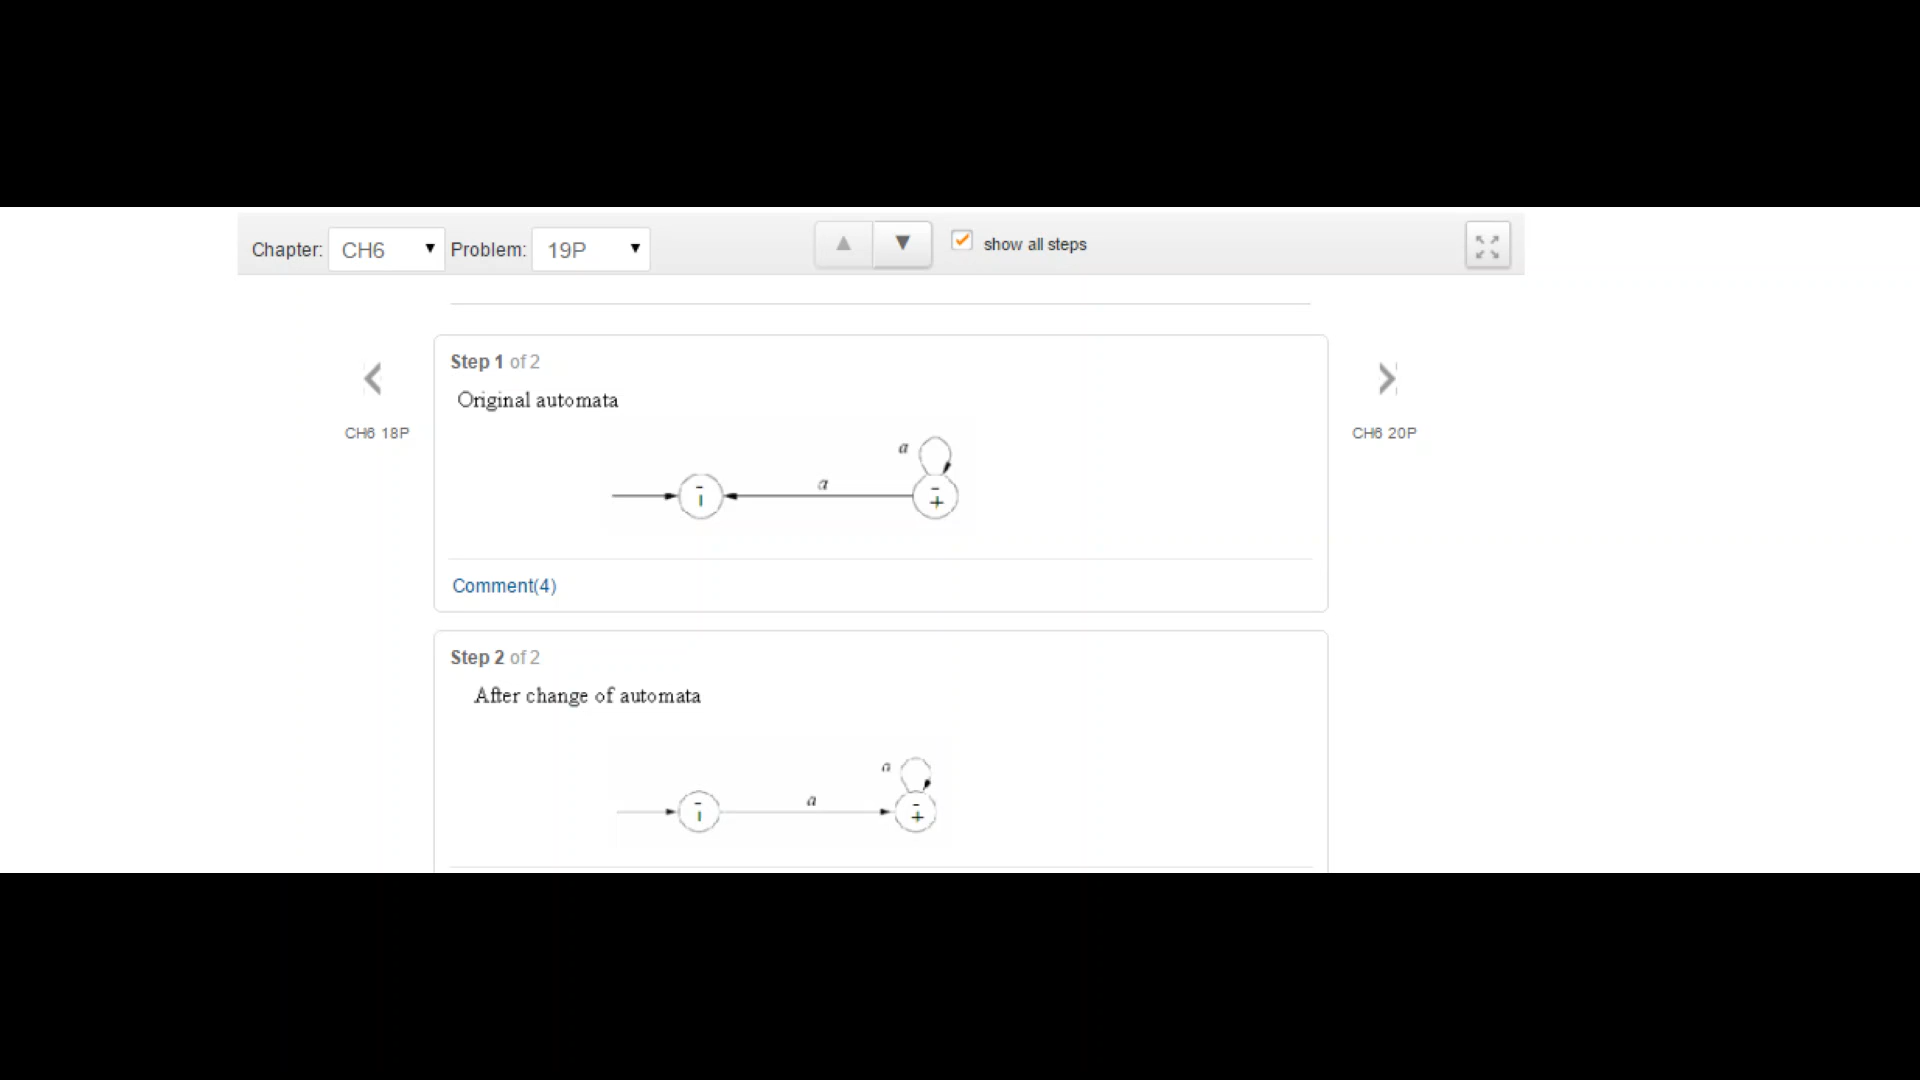 Chapter: CH6 Problem: 19P show all steps
Step 1 of 2
Original automata
CH6 18P
CH6 20P
a
a
- i
- +
Comment(4)
Step 2 of 2
After change of automata
a
a
- i
- +